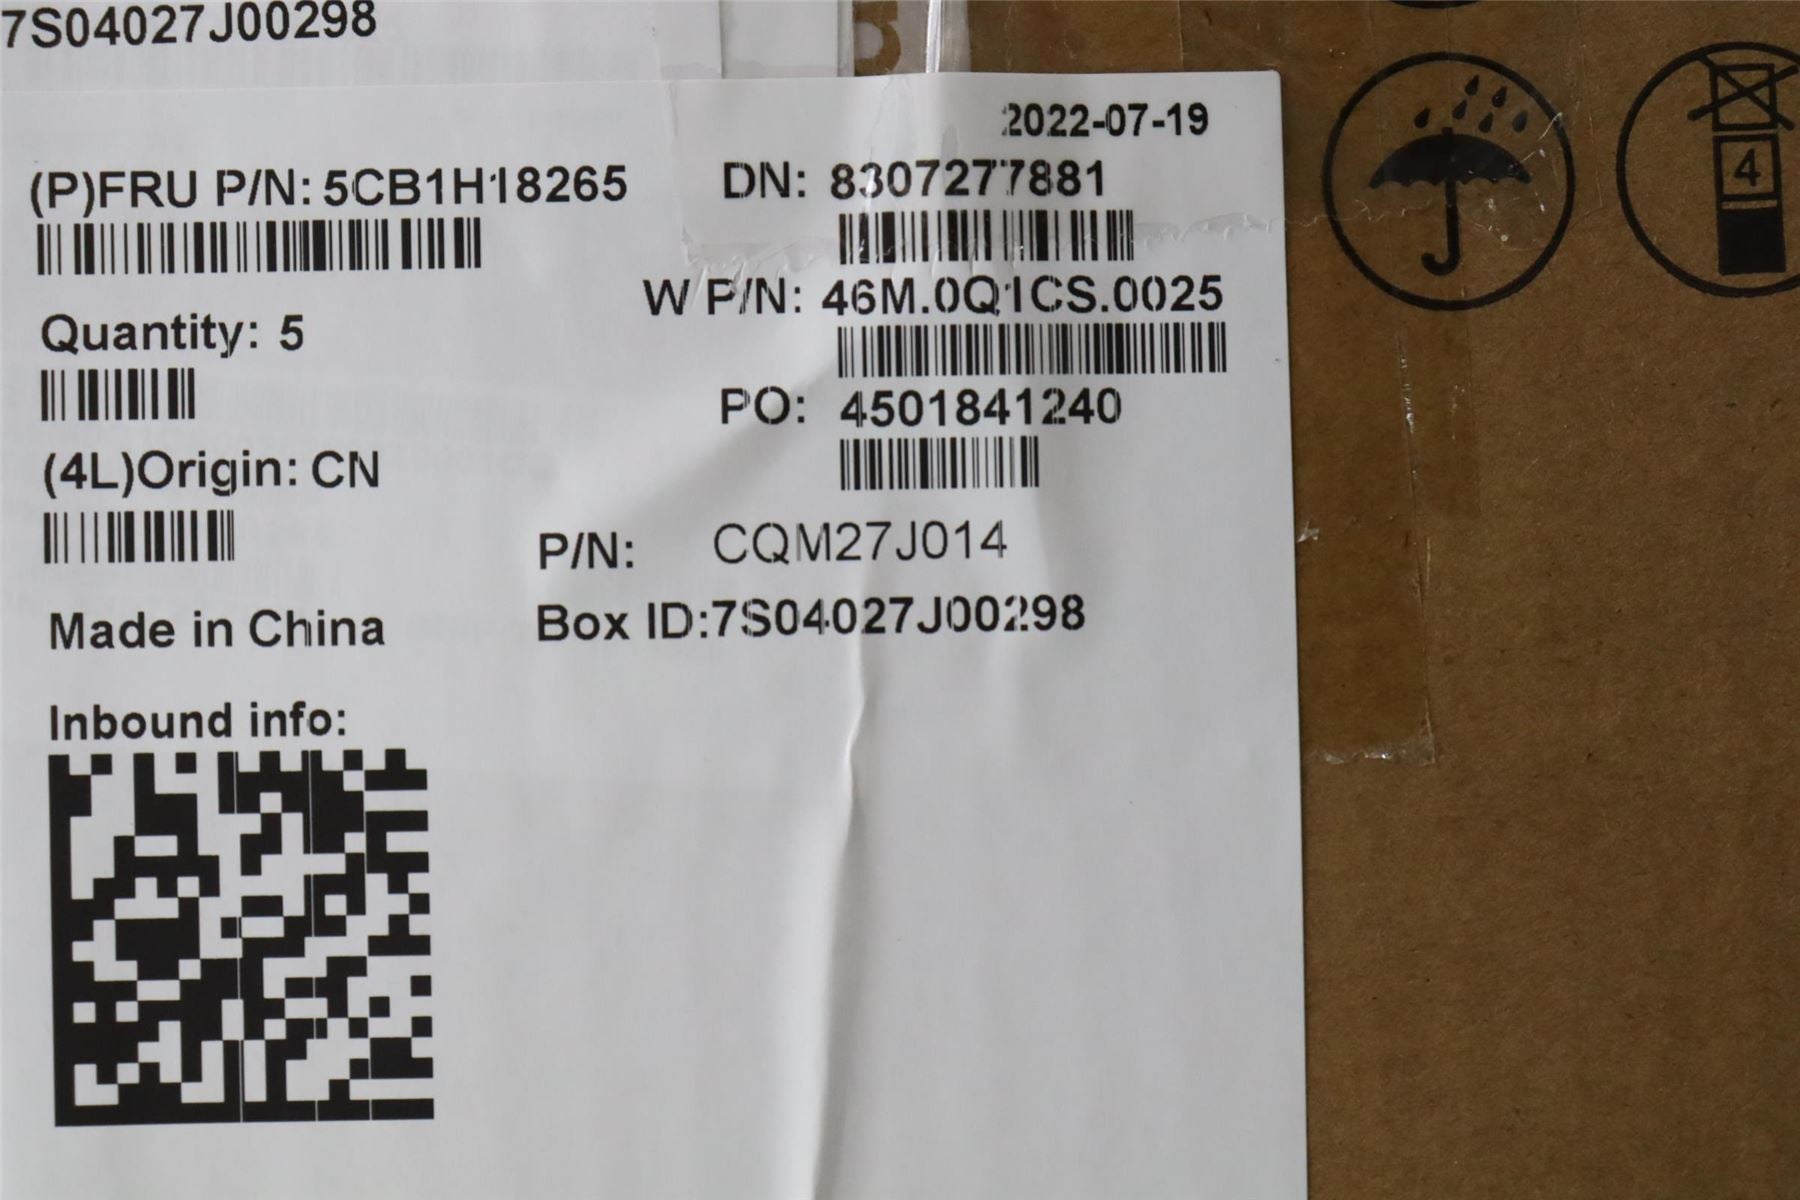 7S04027J00298
2022-07-19
(P)FRU P/N: 5CB1H18265
DN: 8307277881
W P/N: 46M.0Q1CS.0025
Quantity: 5
PO: 4501841240
(4L)Origin: CN
P/N: CQM27J014
Made in China
Box ID:7S04027J00298
Inbound info:
4